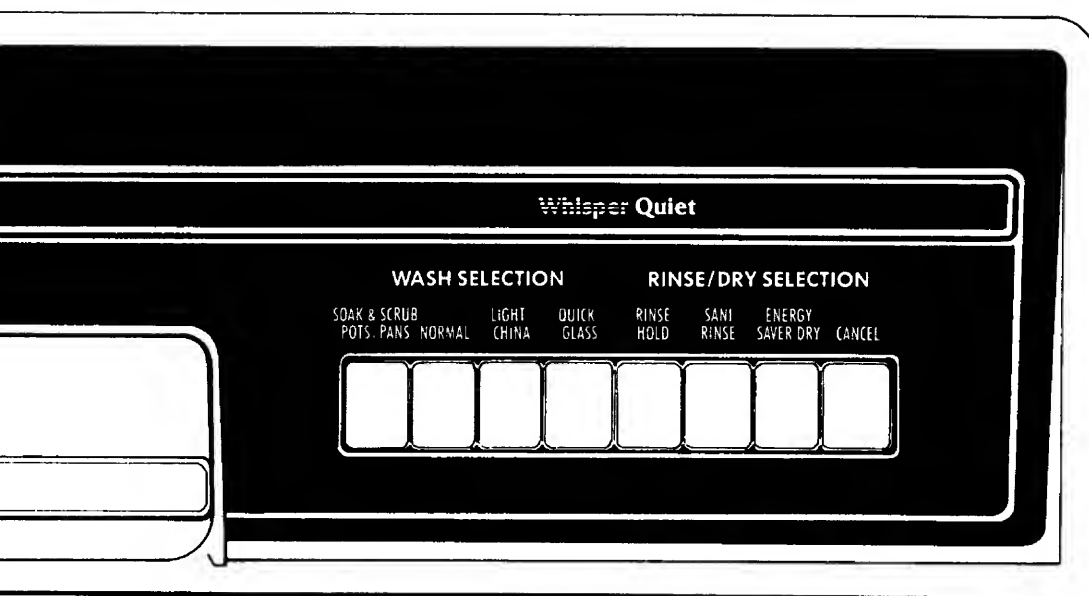 Whisper Quiet
WASH SELECTION RINSE/DRY SELECTION
SOAK & SCRUB LIGHT QUICK RINSE SANI ENERGY
POTS. PANS NORMAL CHINA GLASS HOLD RINSE SAVER DRY CANCEL